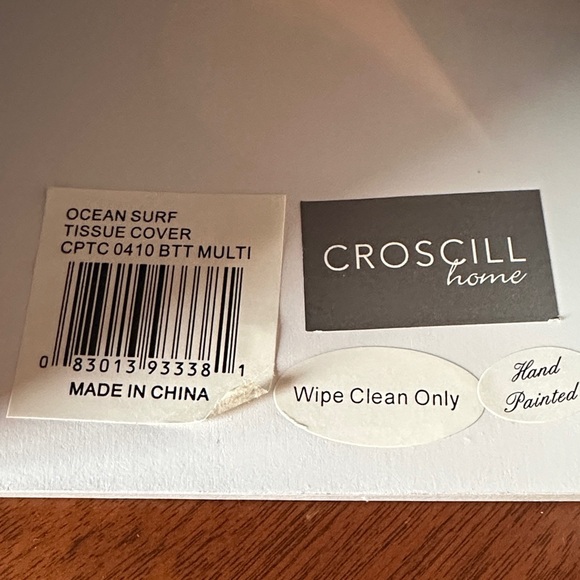 OCEAN SURF
TISSUE COVER
CPTC 0410 BTT MULTI
0 83013 93338 1
MADE IN CHINA
CROSCILL
home
Wipe Clean Only
Hand
Painted